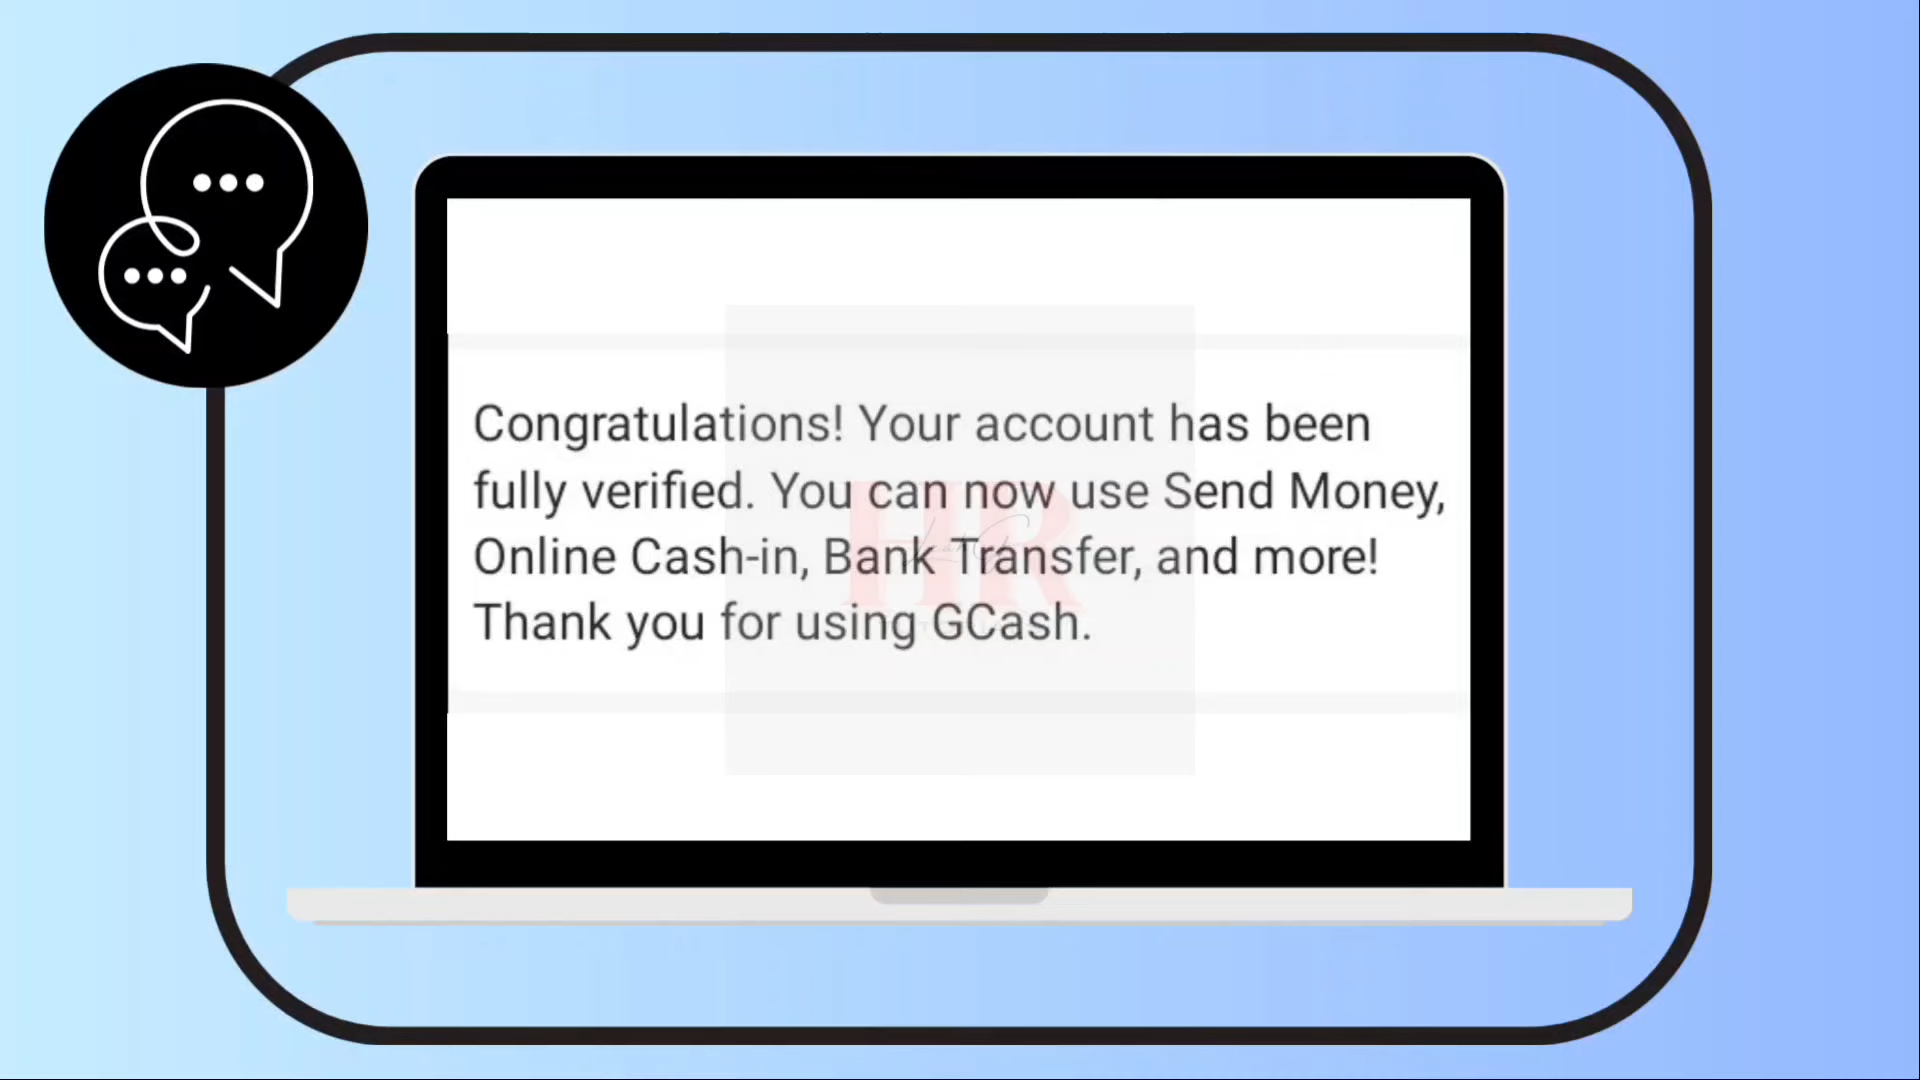 Congratulations! Your account has been
fully verified. You can now use Send Money,
Online Cash-in, Bank Transfer, and more!
Thank you for using GCash.
HR